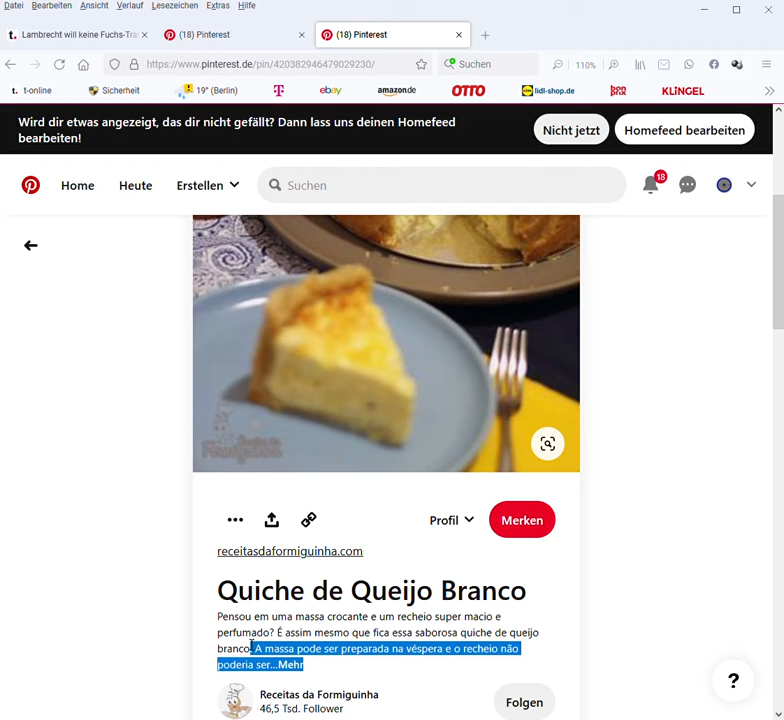 Datei Bearbeiten Ansicht Verlauf Lesezeichen Extras Hilfe
Lambrecht will keine Fuchs-Tra
(18) Pinterest
(18) Pinterest
https://www.pinterest.de/pin/420382946479029230/
Suchen
110%
t-online
Sicherheit
19° (Berlin)
ebay
amazon.de
OTTO
lidl-shop.de
bon
prix
KLiNGEL
Wird dir etwas angezeigt, das dir nicht gefällt? Dann lass uns deinen Homefeed
bearbeiten!
Nicht jetzt
Homefeed bearbeiten
Home
Heute
Erstellen
Suchen
18
Formiguinha
Profil
Merken
receitasdaformiguinha.com
Quiche de Queijo Branco
Pensou em uma massa crocante e um recheio super macio e
perfumado? É assim mesmo que fica essa saborosa quiche de queijo
branco! A massa pode ser preparada na véspera e o recheio não
poderia ser...Mehr
Receitas da Formiguinha
46,5 Tsd. Follower
Folgen
?